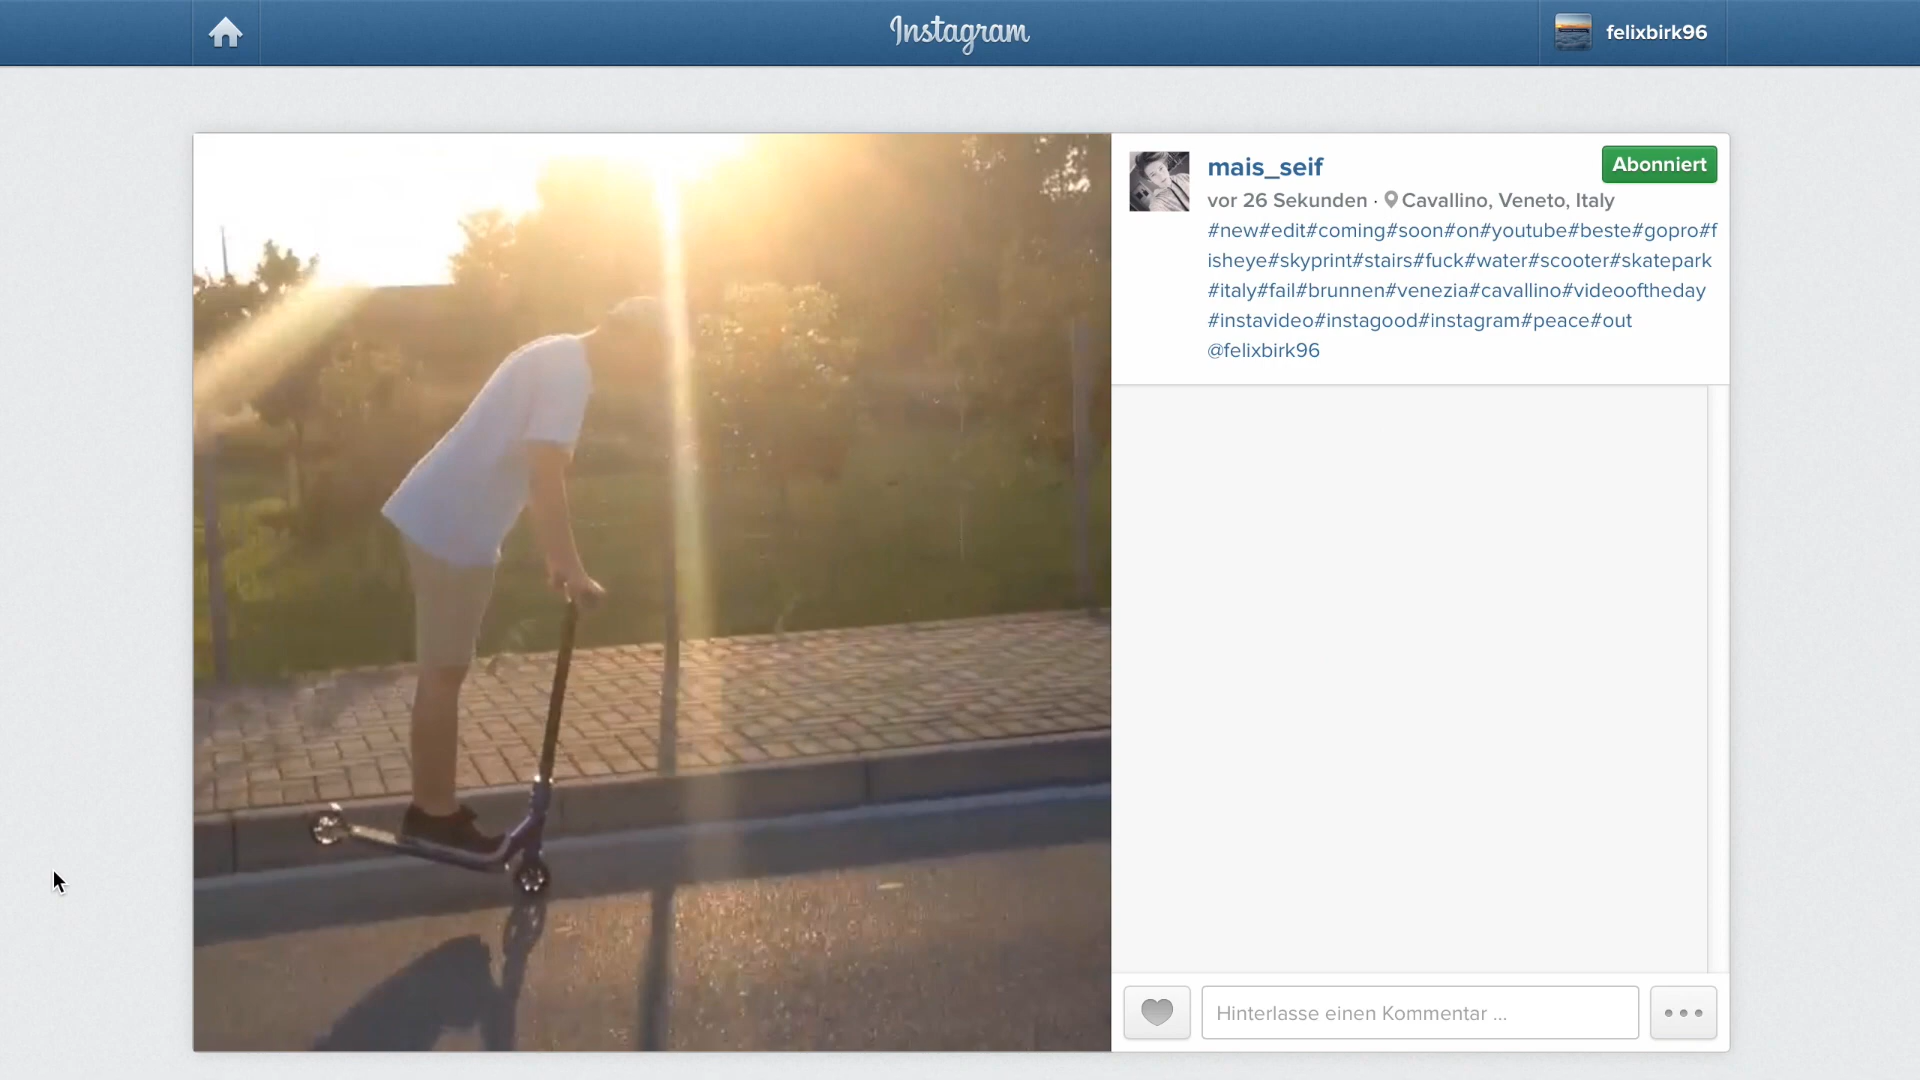 Instagram
felixbirk96
mais_seif
Abonniert
vor 26 Sekunden · Cavallino, Veneto, Italy
#new#edit#coming#soon#on#youtube#beste#gopro#f
isheye#skyprint#stairs#fuck#water#scooter#skatepark
#italy#fail#brunnen#venezia#cavallino#videooftheday
#instavideo#instagood#instagram#peace#out
@felixbirk96
Hinterlasse einen Kommentar ...